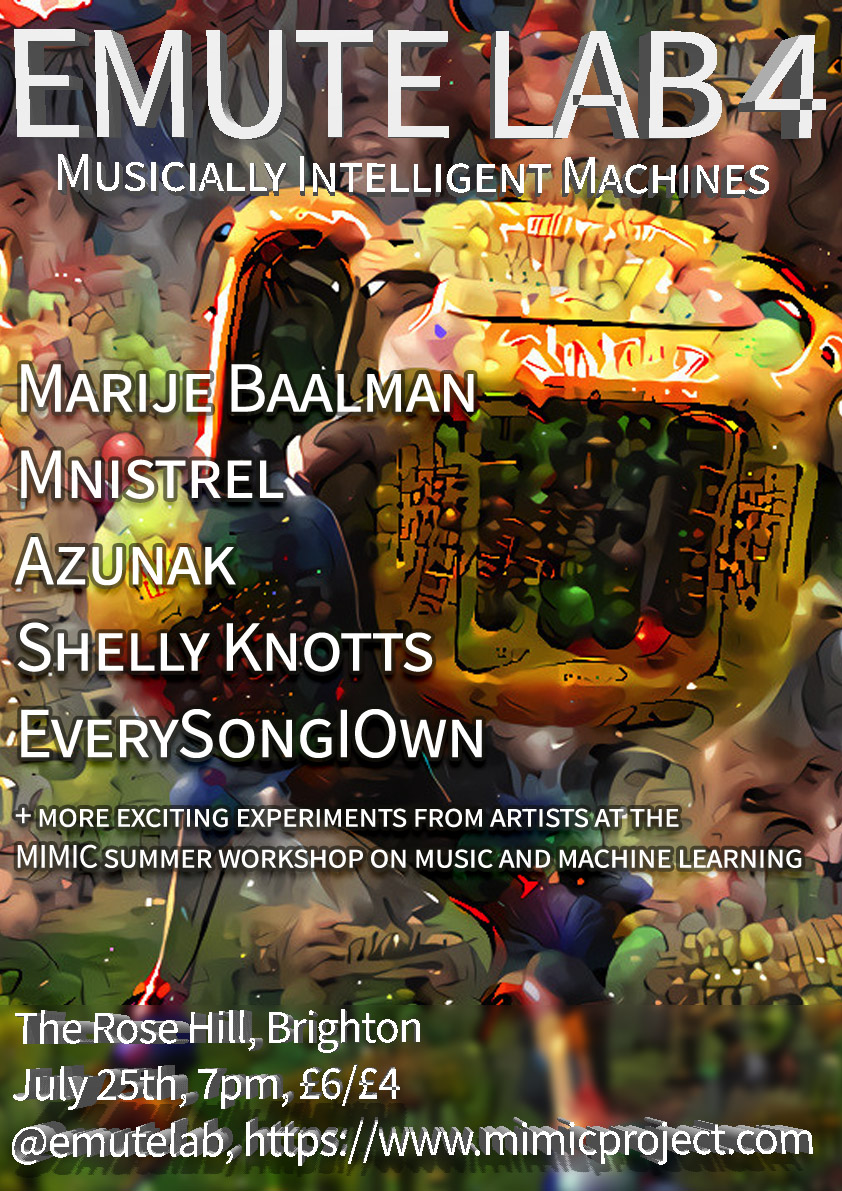 EMUTE LAB 4
MUSICIALLY INTELLIGENT MACHINES
MARIJE BAALMAN
MNISTREL
AZUNAK
SHELLY KNOTTS
EVERYSONGIOWN
+ MORE EXCITING EXPERIMENTS FROM ARTISTS AT THE
MIMIC SUMMER WORKSHOP ON MUSIC AND MACHINE LEARNING
The Rose Hill, Brighton
July 25th, 7pm, £6/£4
@emutelab, https://www.mimicproject.com